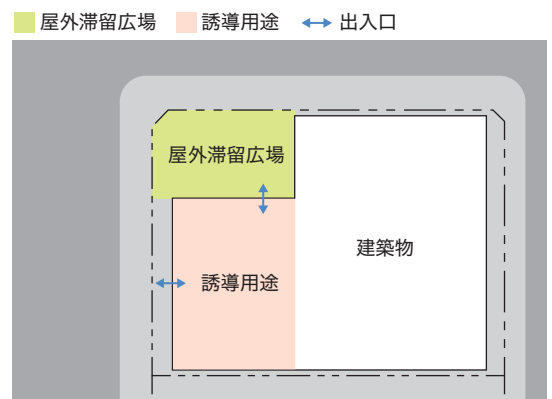 屋外滞留広場 誘導用途 出入口
屋外滞留広場
建築物
誘導用途